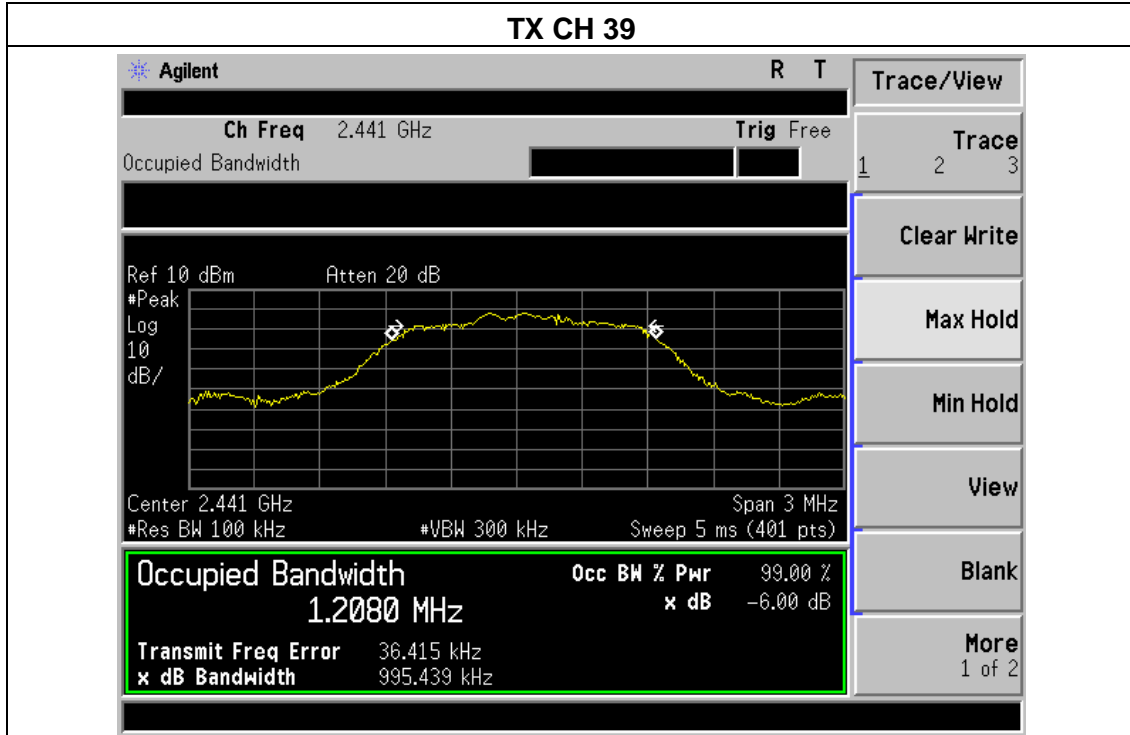 TX CH 39
Agilent R T
Trace/View
Ch Freq 2.441 GHz Trig Free
Occupied Bandwidth
Trace
1 2 3
Clear Write
Ref 10 dBm Atten 20 dB
#Peak
Log
10
dB/
Max Hold
Min Hold
View
Center 2.441 GHz Span 3 MHz
#Res BW 100 kHz #VBW 300 kHz Sweep 5 ms (401 pts)
Occupied Bandwidth Occ BW % Pwr 99.00 %
1.2080 MHz x dB -6.00 dB
Blank
Transmit Freq Error 36.415 kHz
x dB Bandwidth 995.439 kHz
More
1 of 2